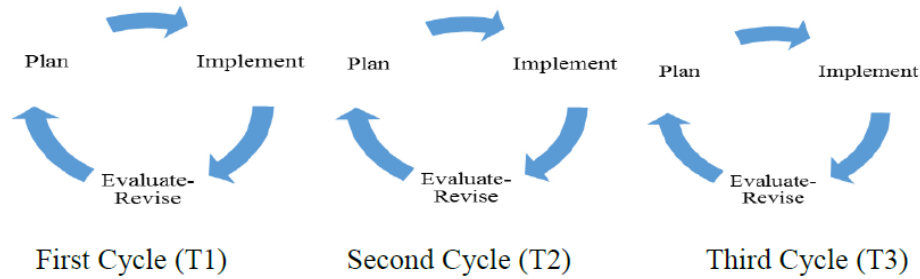 Plan
Implement
Evaluate-
Revise
First Cycle (T1)
Plan
Implement
Evaluate-
Revise
Second Cycle (T2)
Plan
Implement
Evaluate-
Revise
Third Cycle (T3)